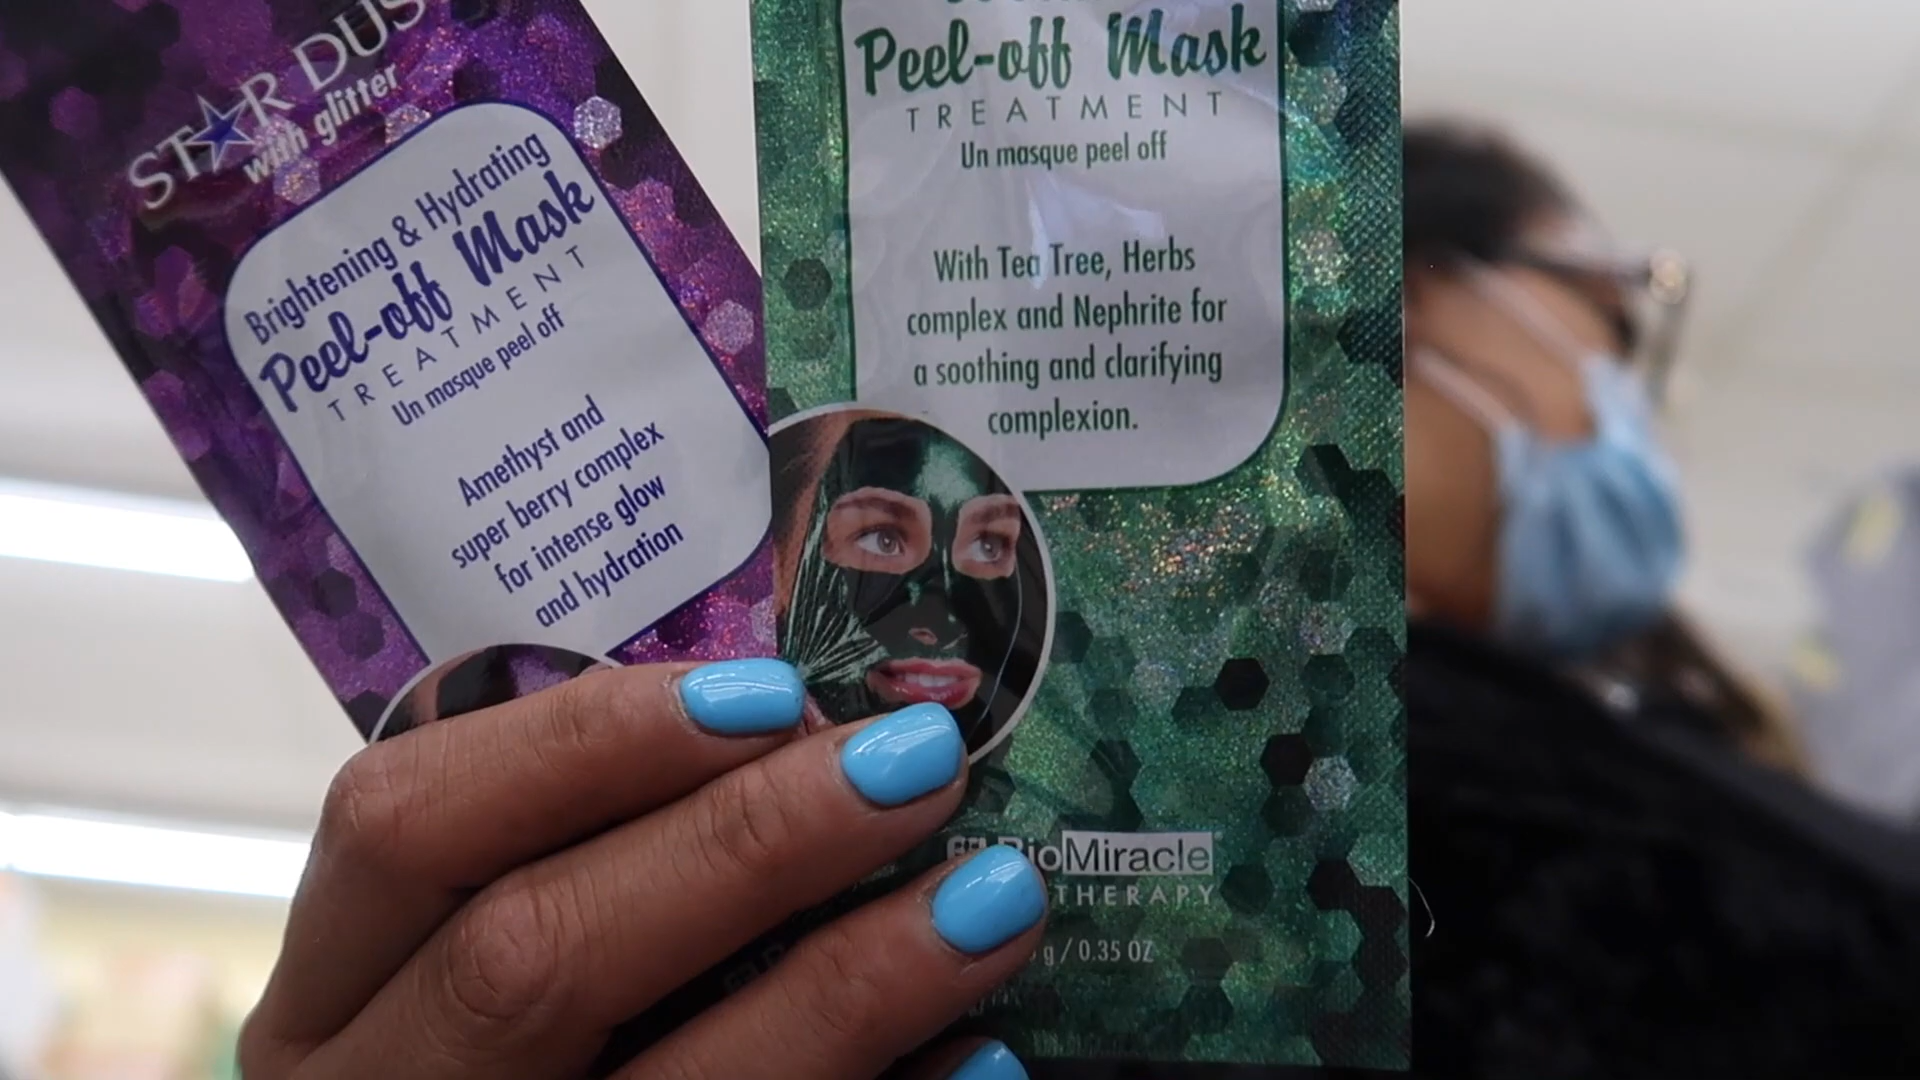 STAR DUS
with glitter
Brightening & Hydrating
Peel-off Mask
TREATMENT
Un masque peel off
Amethyst and
super berry complex
for intense glow
and hydration
Peel-off Mask
TREATMENT
Un masque peel off
With Tea Tree, Herbs
complex and Nephrite for
a soothing and clarifying
complexion.
BioMiracle
THERAPY
g / 0.35 OZ